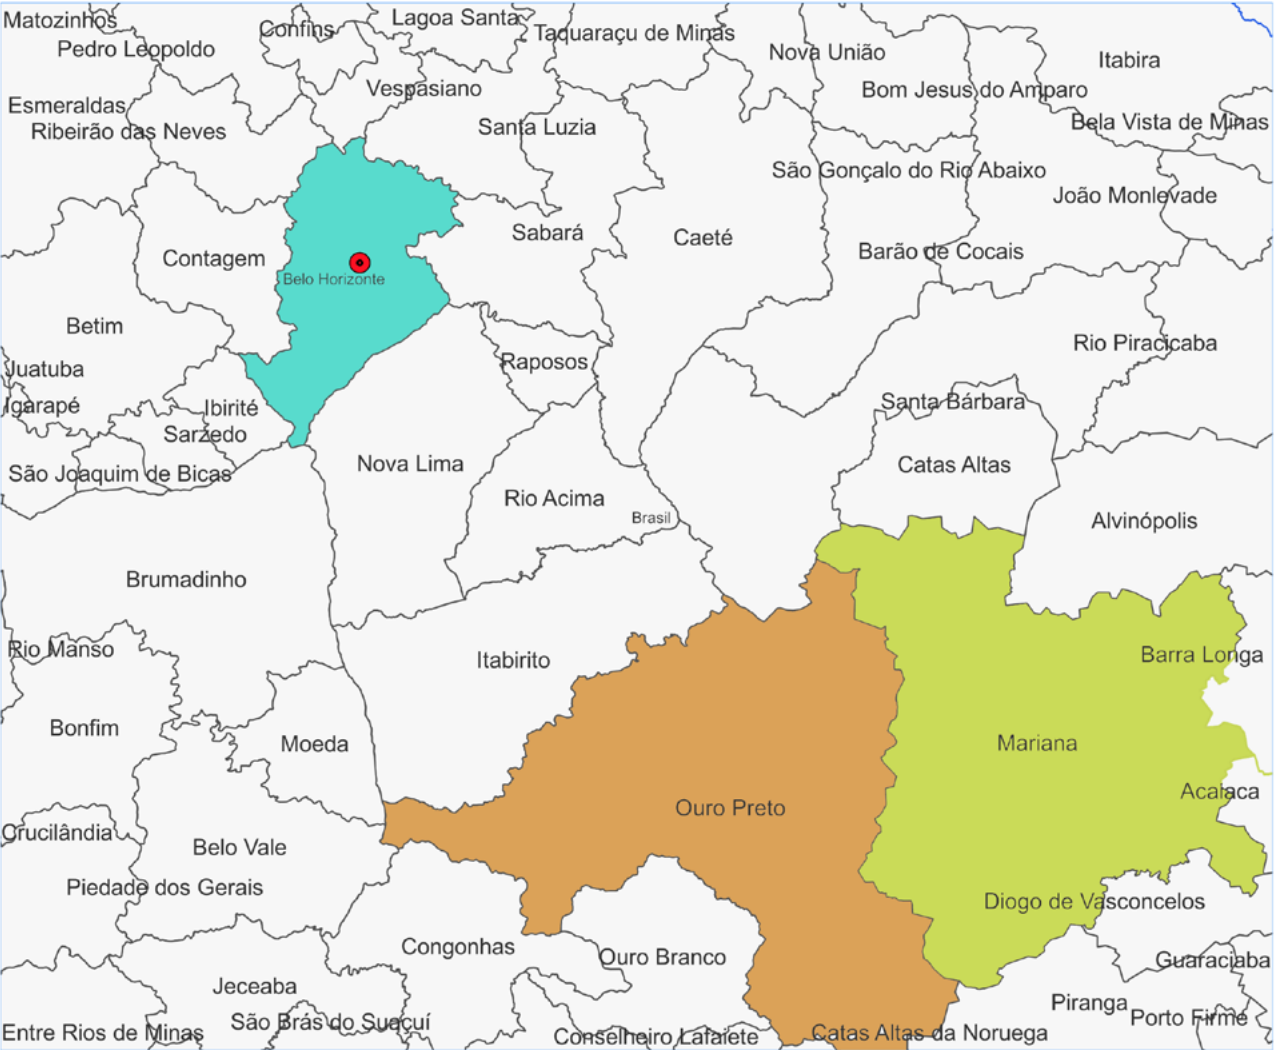 Matozinhos
Confins
Lagoa Santa
Taquaraçu de Minas
Pedro Leopoldo
Nova União
Itabira
Vespasiano
Bom Jesus do Amparo
Esmeraldas
Ribeirão das Neves
Santa Luzia
Bela Vista de Minas
São Gonçalo do Rio Abaixo
João Monlevade
Contagem
Sabará
Caeté
Barão de Cocais
Belo Horizonte
Betim
Rio Piracicaba
Juatuba
Raposos
Igarapé
Ibirité
Santa Bárbara
Sarzedo
São Joaquim de Bicas
Nova Lima
Catas Altas
Rio Acima
Brasil
Alvinópolis
Brumadinho
Rio Manso
Itabirito
Barra Longa
Bonfim
Moeda
Mariana
Acaiaca
Ouro Preto
Crucilândia
Belo Vale
Piedade dos Gerais
Diogo de Vasconcelos
Congonhas
Ouro Branco
Guaraciaba
Jeceaba
Piranga
Porto Firme
São Brás do Suaçuí
Entre Rios de Minas
Conselheiro Lafaiete
Catas Altas da Noruega